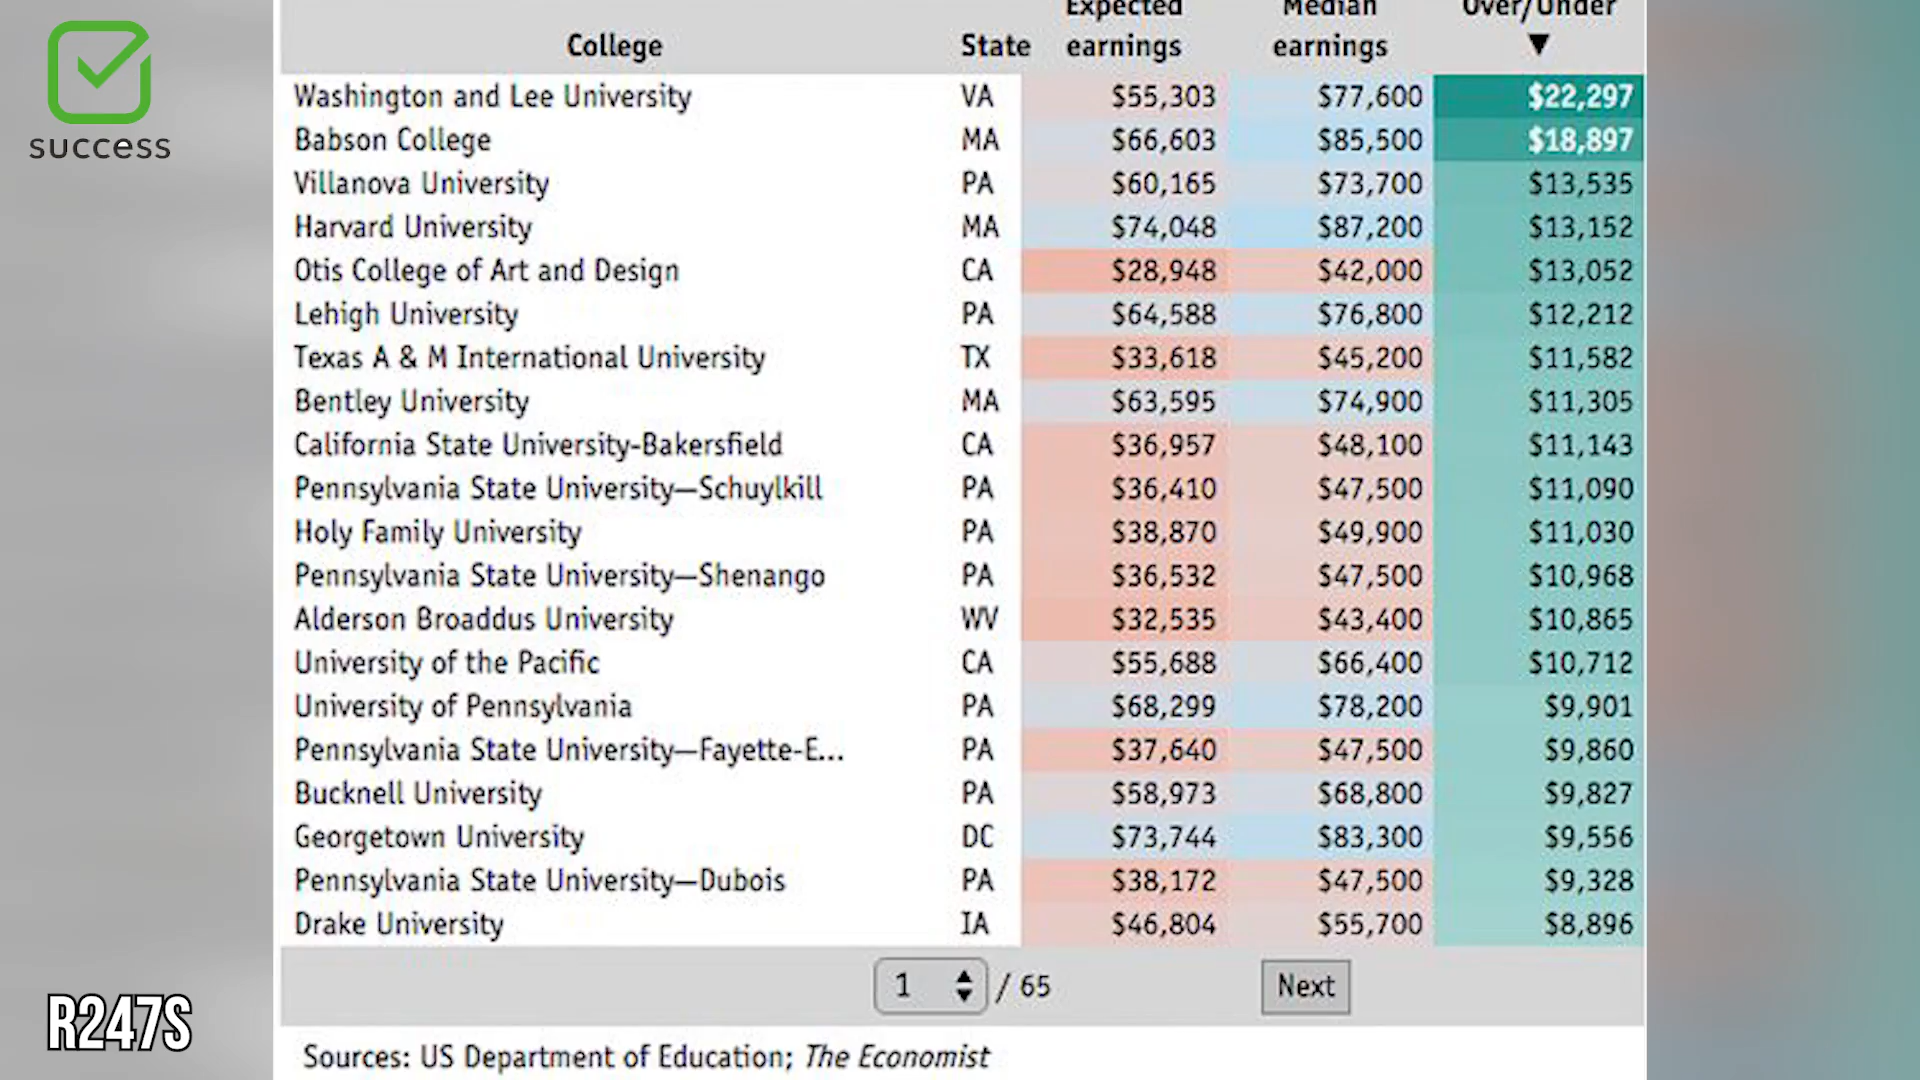 success
Expected Median Over/Under
College State earnings earnings ▼
Washington and Lee University VA $55,303 $77,600 $22,297
Babson College MA $66,603 $85,500 $18,897
Villanova University PA $60,165 $73,700 $13,535
Harvard University MA $74,048 $87,200 $13,152
Otis College of Art and Design CA $28,948 $42,000 $13,052
Lehigh University PA $64,588 $76,800 $12,212
Texas A & M International University TX $33,618 $45,200 $11,582
Bentley University MA $63,595 $74,900 $11,305
California State University-Bakersfield CA $36,957 $48,100 $11,143
Pennsylvania State University—Schuylkill PA $36,410 $47,500 $11,090
Holy Family University PA $38,870 $49,900 $11,030
Pennsylvania State University—Shenango PA $36,532 $47,500 $10,968
Alderson Broaddus University WV $32,535 $43,400 $10,865
University of the Pacific CA $55,688 $66,400 $10,712
University of Pennsylvania PA $68,299 $78,200 $9,901
Pennsylvania State University—Fayette-E... PA $37,640 $47,500 $9,860
Bucknell University PA $58,973 $68,800 $9,827
Georgetown University DC $73,744 $83,300 $9,556
Pennsylvania State University—Dubois PA $38,172 $47,500 $9,328
Drake University IA $46,804 $55,700 $8,896
1 / 65 Next
R247S
Sources: US Department of Education; The Economist